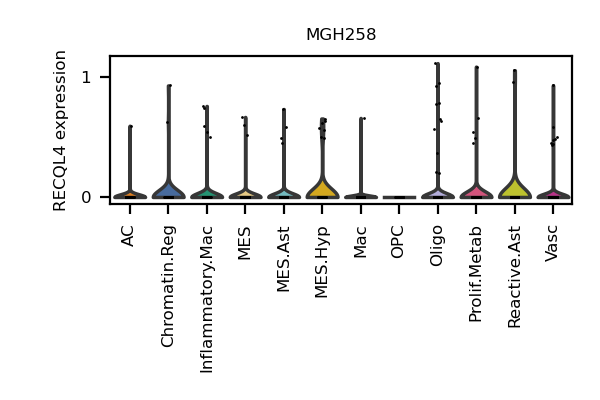 MGH258
RECQL4 expression
1
0
AC
Chromatin.Reg
Inflammatory.Mac
MES
MES.Ast
MES.Hyp
Mac
OPC
Oligo
Prolif.Metab
Reactive.Ast
Vasc